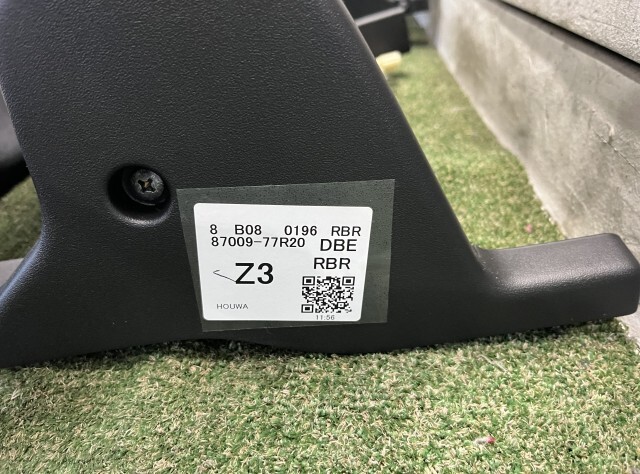 8 B08 0196 RBR
87009-77R20 DBE
Z3 RBR
HOUWA
11:56